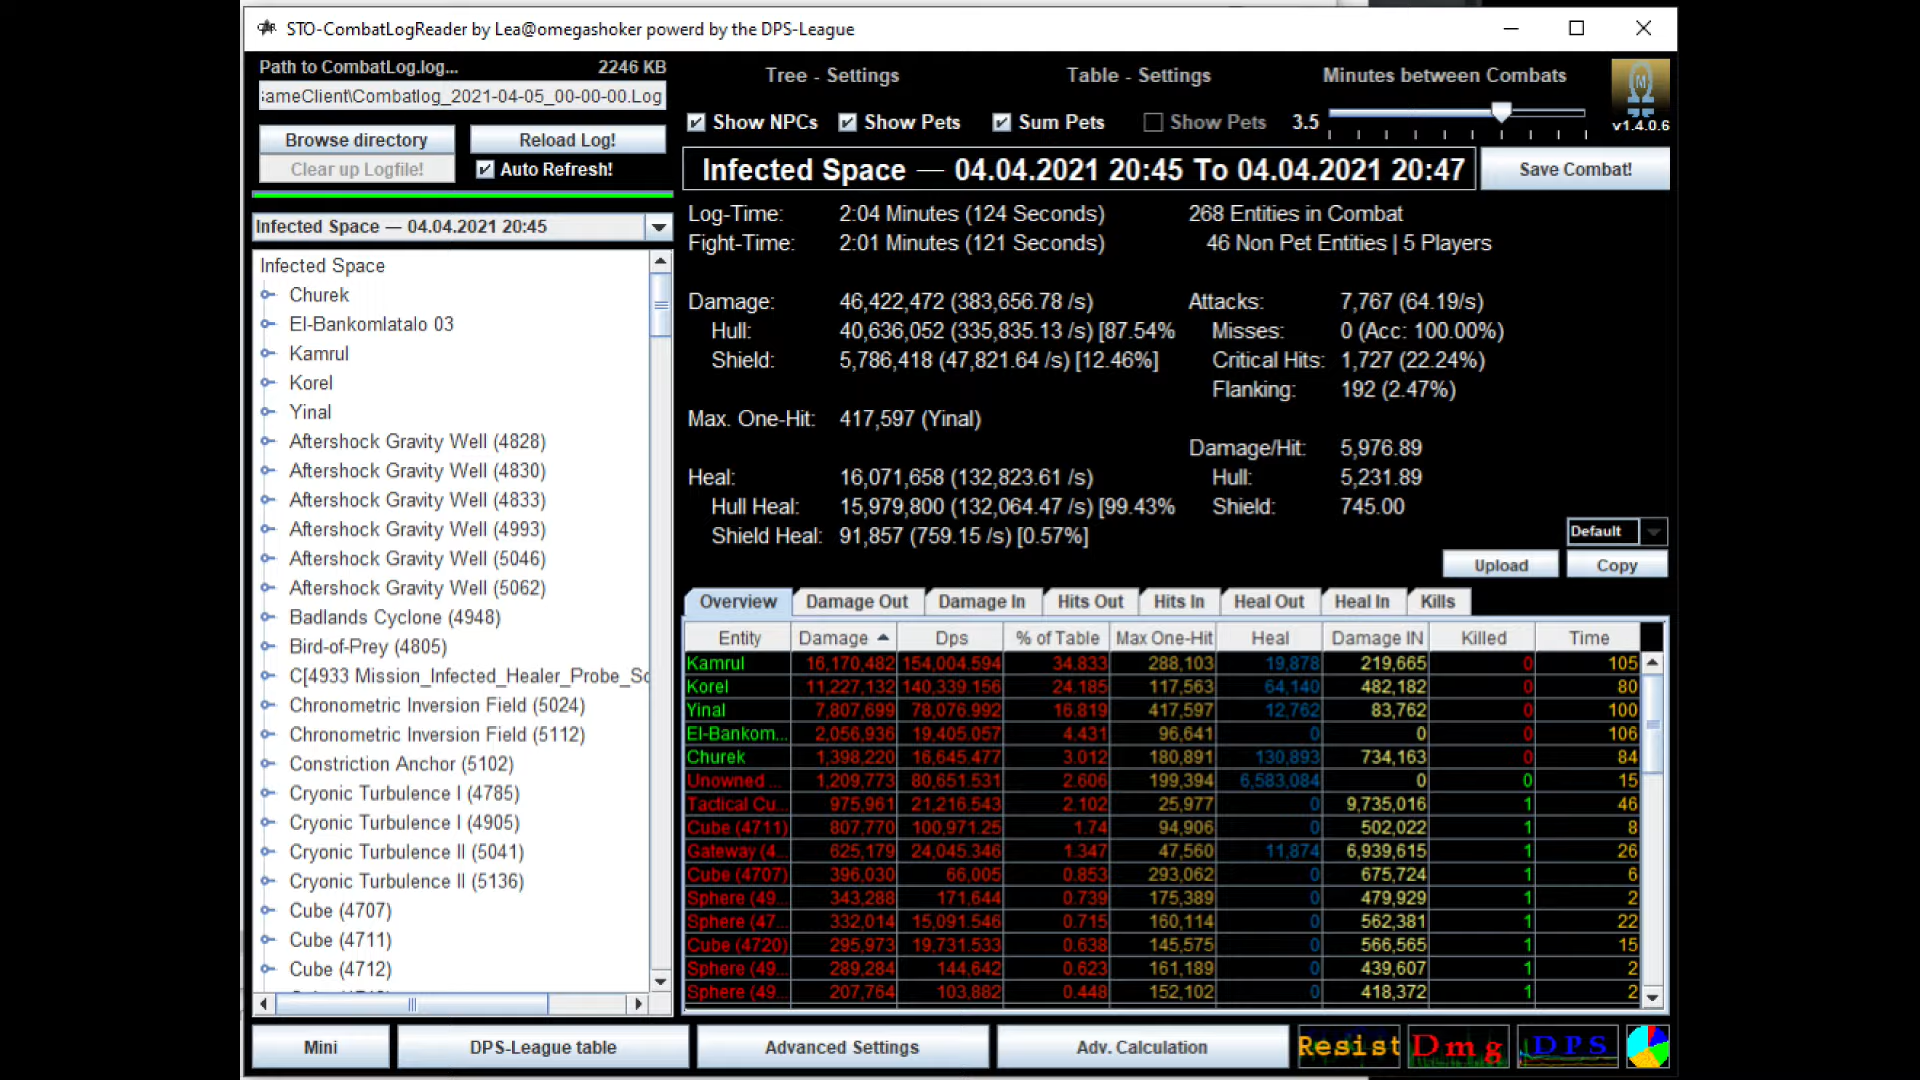 STO-CombatLogReader by Lea@omegashoker powerd by the DPS-League
Path to CombatLog.log... 2246 KB
ameClient\Combatlog_2021-04-05_00-00-00.Log
Browse directory Reload Log!
Clear up Logfile! Auto Refresh!
Tree - Settings Table - Settings Minutes between Combats
Show NPCs Show Pets Sum Pets Show Pets 3.5
v1.4.0.6
Infected Space — 04.04.2021 20:45 To 04.04.2021 20:47 Save Combat!
Infected Space — 04.04.2021 20:45
Infected Space
Churek
El-Bankomlatalo 03
Kamrul
Korel
Yinal
Aftershock Gravity Well (4828)
Aftershock Gravity Well (4830)
Aftershock Gravity Well (4833)
Aftershock Gravity Well (4993)
Aftershock Gravity Well (5046)
Aftershock Gravity Well (5062)
Badlands Cyclone (4948)
Bird-of-Prey (4805)
C[4933 Mission_Infected_Healer_Probe_Sc
Chronometric Inversion Field (5024)
Chronometric Inversion Field (5112)
Constriction Anchor (5102)
Cryonic Turbulence I (4785)
Cryonic Turbulence I (4905)
Cryonic Turbulence II (5041)
Cryonic Turbulence II (5136)
Cube (4707)
Cube (4711)
Cube (4712)
Log-Time: 2:04 Minutes (124 Seconds) 268 Entities in Combat
Fight-Time: 2:01 Minutes (121 Seconds) 46 Non Pet Entities | 5 Players
Damage: 46,422,472 (383,656.78 /s) Attacks: 7,767 (64.19/s)
Hull: 40,636,052 (335,835.13 /s) [87.54% Misses: 0 (Acc: 100.00%)
Shield: 5,786,418 (47,821.64 /s) [12.46%] Critical Hits: 1,727 (22.24%)
Flanking: 192 (2.47%)
Max. One-Hit: 417,597 (Yinal)
Damage/Hit: 5,976.89
Heal: 16,071,658 (132,823.61 /s) Hull: 5,231.89
Hull Heal: 15,979,800 (132,064.47 /s) [99.43% Shield: 745.00
Shield Heal: 91,857 (759.15 /s) [0.57%]
Default
Upload Copy
Overview Damage Out Damage In Hits Out Hits In Heal Out Heal In Kills
Entity Damage Dps % of Table Max One-Hit Heal Damage IN Killed Time
Kamrul 16,170,482 154,004.594 34.833 288,103 19,878 219,665 0 105
Korel 11,227,132 140,339.156 24.185 117,563 64,140 482,182 0 80
Yinal 7,807,699 78,076.992 16.819 417,597 12,762 83,762 0 100
El-Bankom... 2,056,936 19,405.057 4.431 96,641 0 0 0 106
Churek 1,398,220 16,645.477 3.012 180,891 130,893 734,163 0 84
Unowned ... 1,209,773 80,651.531 2.606 199,394 6,583,084 0 0 15
Tactical Cu... 975,961 21,216.543 2.102 25,977 0 9,735,016 1 46
Cube (4711) 807,770 100,971.25 1.74 94,906 0 502,022 1 8
Gateway (4... 625,179 24,045.346 1.347 47,560 11,874 6,939,615 1 26
Cube (4707) 396,030 66,005 0.853 293,062 0 675,724 1 6
Sphere (49... 343,288 171,644 0.739 175,389 0 479,929 1 2
Sphere (47... 332,014 15,091.546 0.715 160,114 0 562,381 1 22
Cube (4720) 295,973 19,731.533 0.638 145,575 0 566,565 1 15
Sphere (49... 289,284 144,642 0.623 161,189 0 439,607 1 2
Sphere (49... 207,764 103,882 0.448 152,102 0 418,372 1 2
Mini DPS-League table Advanced Settings Adv. Calculation Resist Dmg DPS